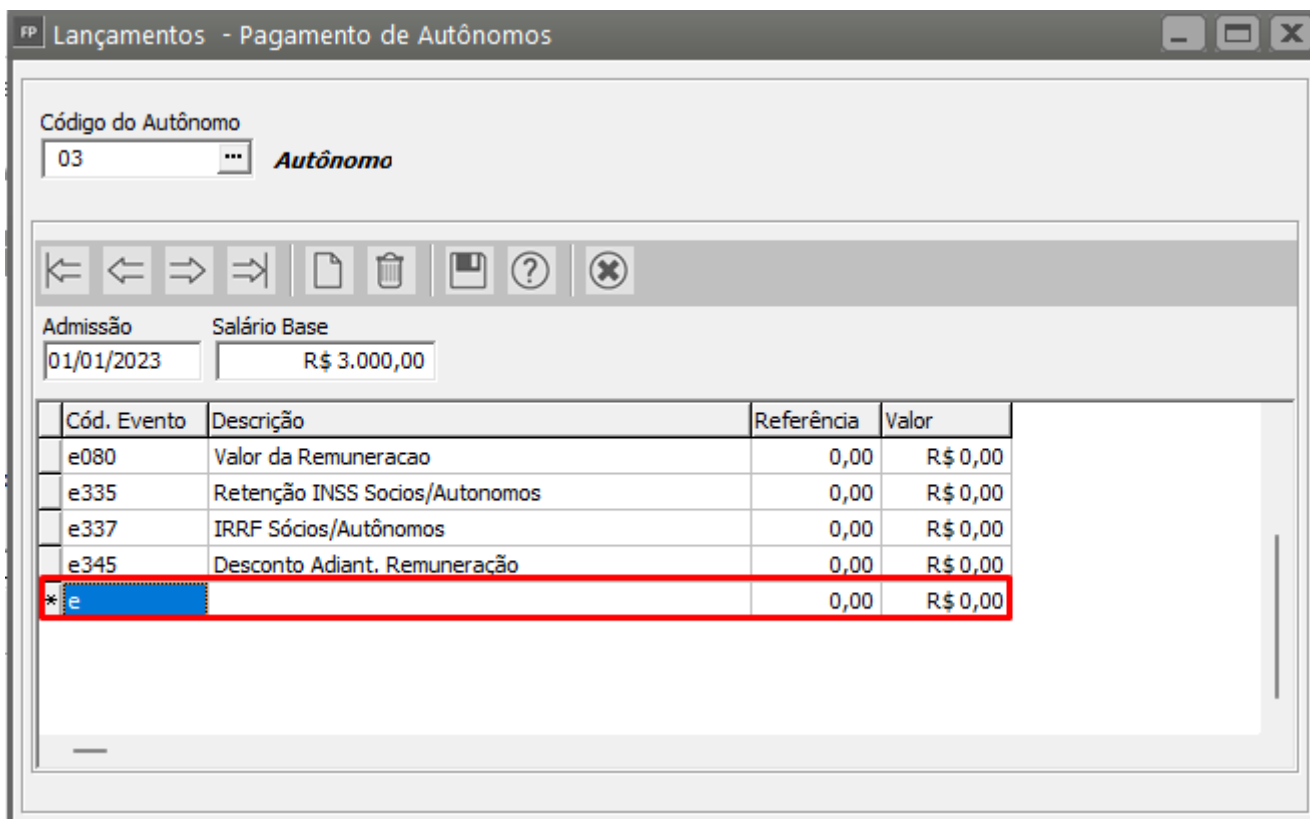 FP Lançamentos - Pagamento de Autônomos
Código do Autônomo
03 ... Autônomo
Admissão Salário Base
01/01/2023 R$ 3.000,00
Cód. Evento Descrição Referência Valor
e080 Valor da Remuneracao 0,00 R$ 0,00
e335 Retenção INSS Socios/Autonomos 0,00 R$ 0,00
e337 IRRF Sócios/Autônomos 0,00 R$ 0,00
e345 Desconto Adiant. Remuneração 0,00 R$ 0,00
* e 0,00 R$ 0,00